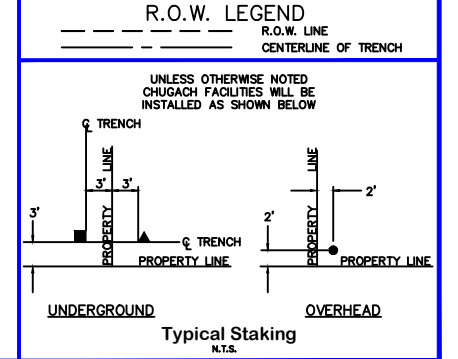 R.O.W. LEGEND
R.O.W. LINE
CENTERLINE OF TRENCH
UNLESS OTHERWISE NOTED
CHUGACH FACILITIES WILL BE
INSTALLED AS SHOWN BELOW
℄ TRENCH
PROPERTY LINE
3' 3'
3'
℄ TRENCH
PROPERTY LINE
UNDERGROUND
PROPERTY LINE
2'
2'
PROPERTY LINE
OVERHEAD
Typical Staking
N.T.S.